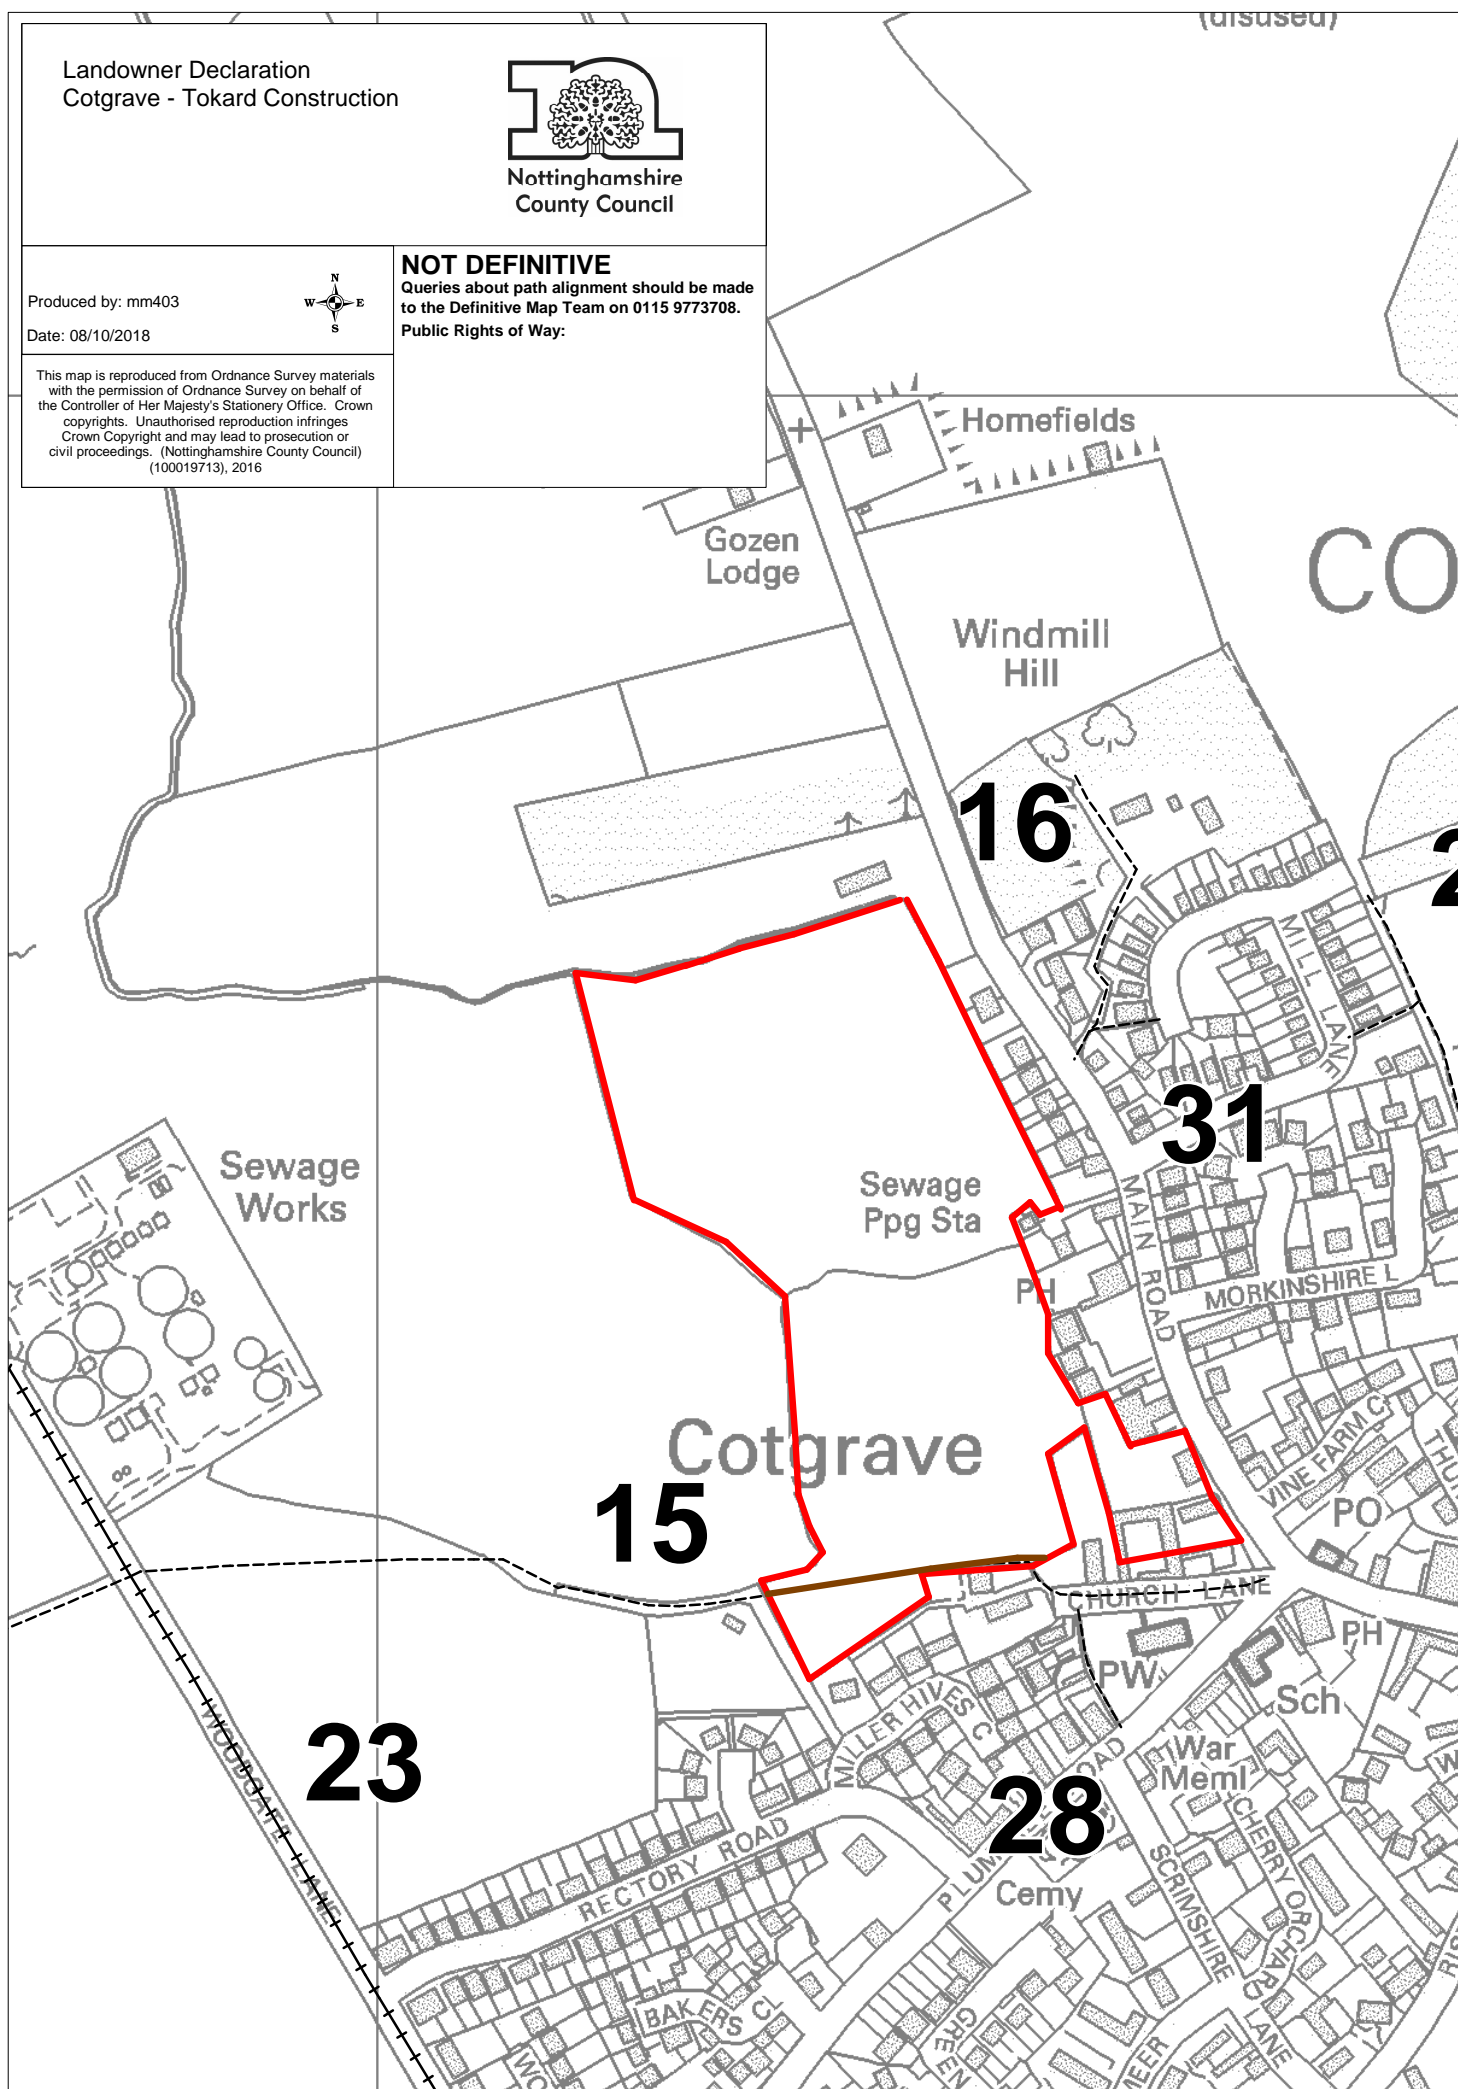 (disused)
Landowner Declaration
Cotgrave - Tokard Construction
Nottinghamshire
County Council
NOT DEFINITIVE
Queries about path alignment should be made
to the Definitive Map Team on 0115 9773708.
Public Rights of Way:
Produced by: mm403
N
W E
S
Date: 08/10/2018
This map is reproduced from Ordnance Survey materials
with the permission of Ordnance Survey on behalf of
the Controller of Her Majesty's Stationery Office. Crown
copyrights. Unauthorised reproduction infringes
Crown Copyright and may lead to prosecution or
civil proceedings. (Nottinghamshire County Council)
(100019713), 2016
Homefields
Gozen
Lodge
CO
Windmill
Hill
16
2
MILL LANE
31
Sewage
Works
Sewage
Ppg Sta
MAIN ROAD
PH
MORKINSHIRE L
Cotgrave
VINE FARM C
15
PO
CHURCH LANE
PH
PW
Sch
WOODGATE LANE
23
MILLER HIVES C
War
Meml
28
RECTORY ROAD
ROAD
PLUM
Cemy
SCRIMSHIRE LANE
CHERRY ORCHARD
BAKERS CL